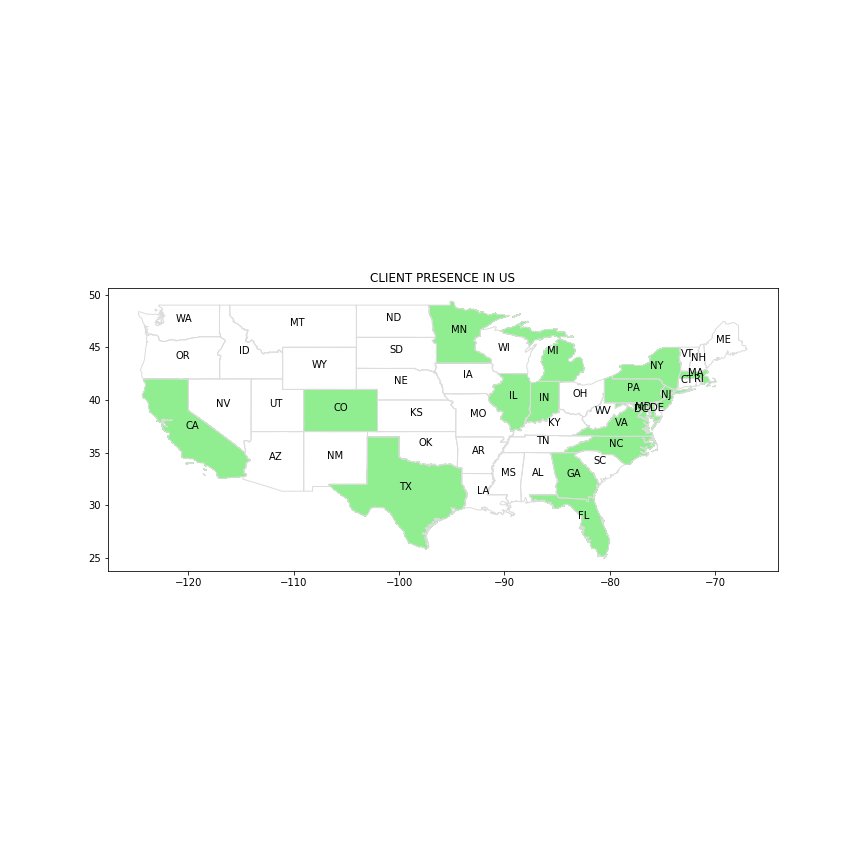 CLIENT PRESENCE IN US
50
45
40
35
30
25
WA
MT
ND
MN
ME
OR
ID
SD
WI
MI
VT
NH
WY
IA
NY
MA
CT
RI
NE
PA
NJ
NV
UT
CO
IL
IN
OH
MD
DC
DE
CA
KS
MO
WV
KY
VA
OK
TN
NC
AZ
NM
AR
SC
TX
LA
MS
AL
GA
FL
−120
−110
−100
−90
−80
−70